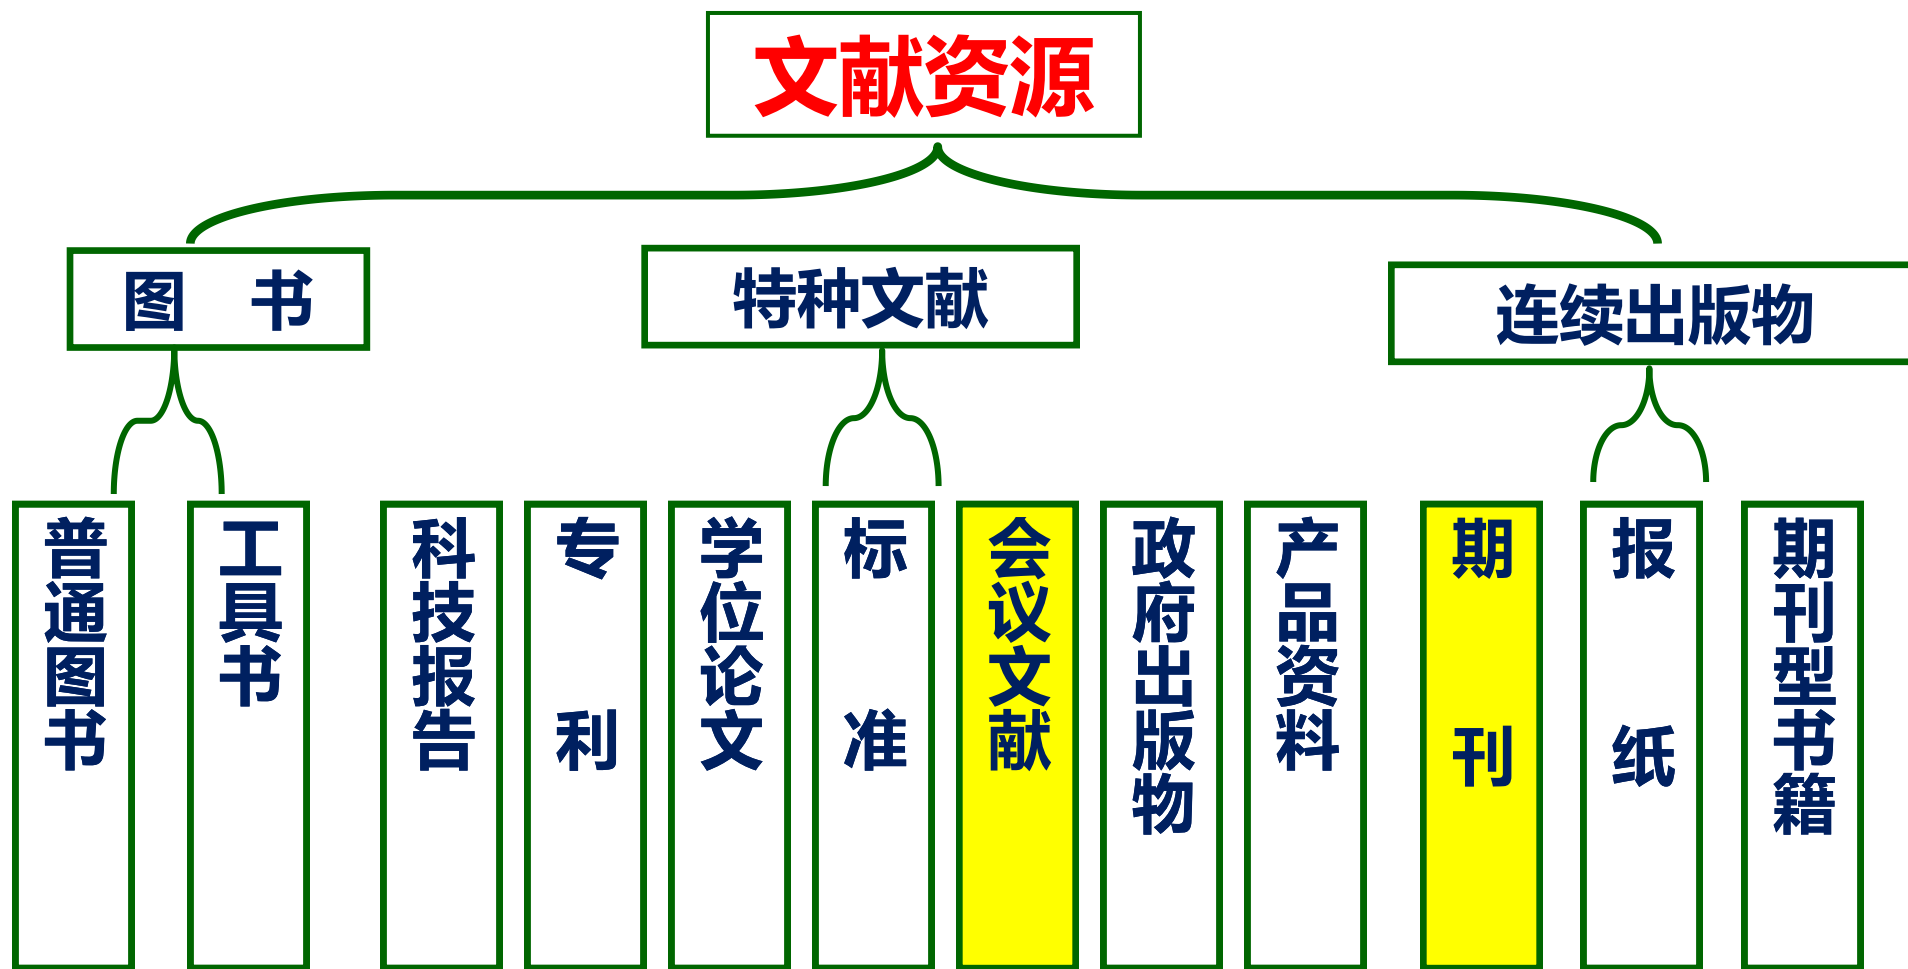 文献资源
图 书
特种文献
连续出版物
普通图书
工具书
科技报告
专利
学位论文
标准
会议文献
政府出版物
产品资料
期刊
报纸
期刊型书籍